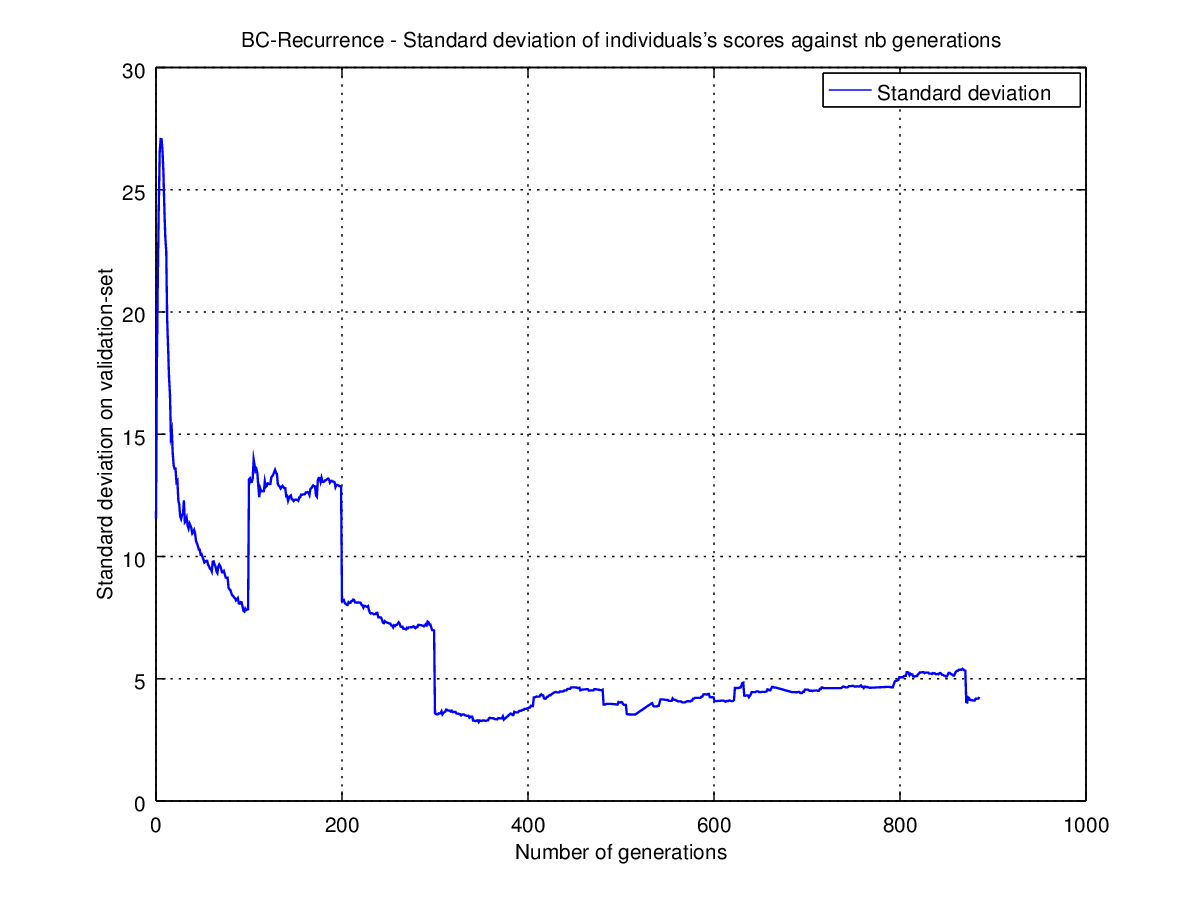 BC-Recurrence - Standard deviation of individuals's scores against nb generations
30
25
20
15
10
5
0
Standard deviation on validation-set
Standard deviation
0 200 400 600 800 1000
Number of generations